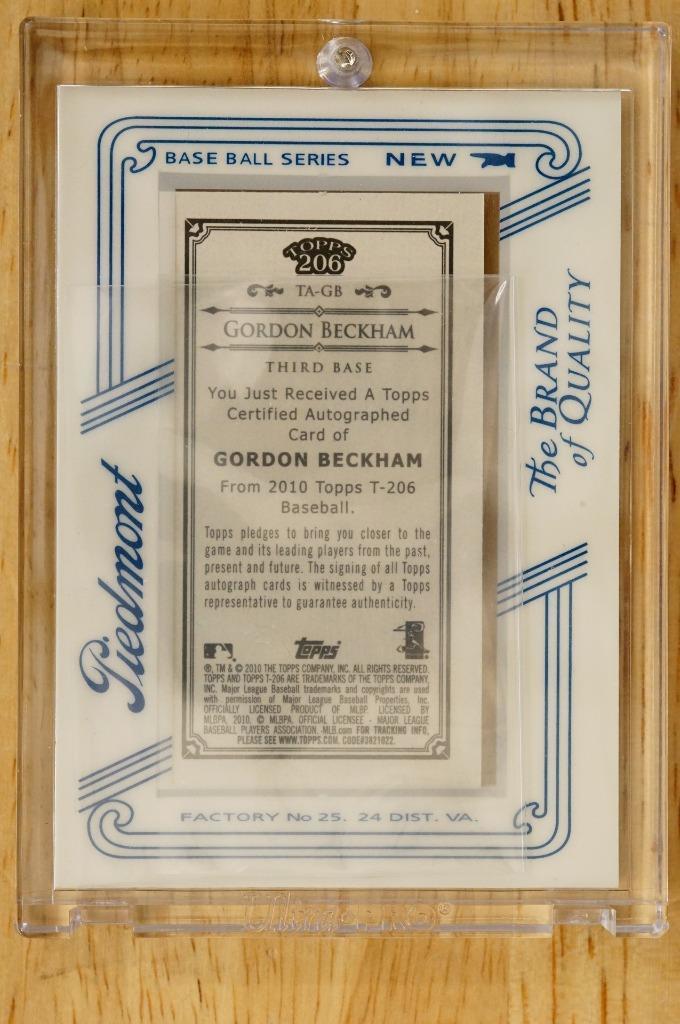 BASE BALL SERIES NEW
TOPPS
206
TA-GB
GORDON BECKHAM
THIRD BASE
You Just Received A Topps
Certified Autographed
Card of
GORDON BECKHAM
From 2010 Topps T-206
Baseball.
Topps pledges to bring you closer to the
game and its leading players from the past,
present and future. The signing of all Topps
autograph cards is witnessed by a Topps
representative to guarantee authenticity.
Topps
®, TM & © 2010 THE TOPPS COMPANY, INC. ALL RIGHTS RESERVED.
TOPPS AND TOPPS T-206 ARE TRADEMARKS OF THE TOPPS COMPANY,
INC. Major League Baseball trademarks and copyrights are used
with permission of Major League Baseball Properties, Inc.
OFFICIALLY LICENSED PRODUCT OF MLBP. LICENSED BY
MLBPA, 2010. © MLBPA. OFFICIAL LICENSEE - MAJOR LEAGUE
BASEBALL PLAYERS ASSOCIATION. MLB.com FOR TRACKING INFO,
PLEASE SEE WWW.TOPPS.COM. CODE#3821022.
Piedmont
The BRAND
of QUALITY
FACTORY No 25. 24 DIST. VA.
Ultra PRO®